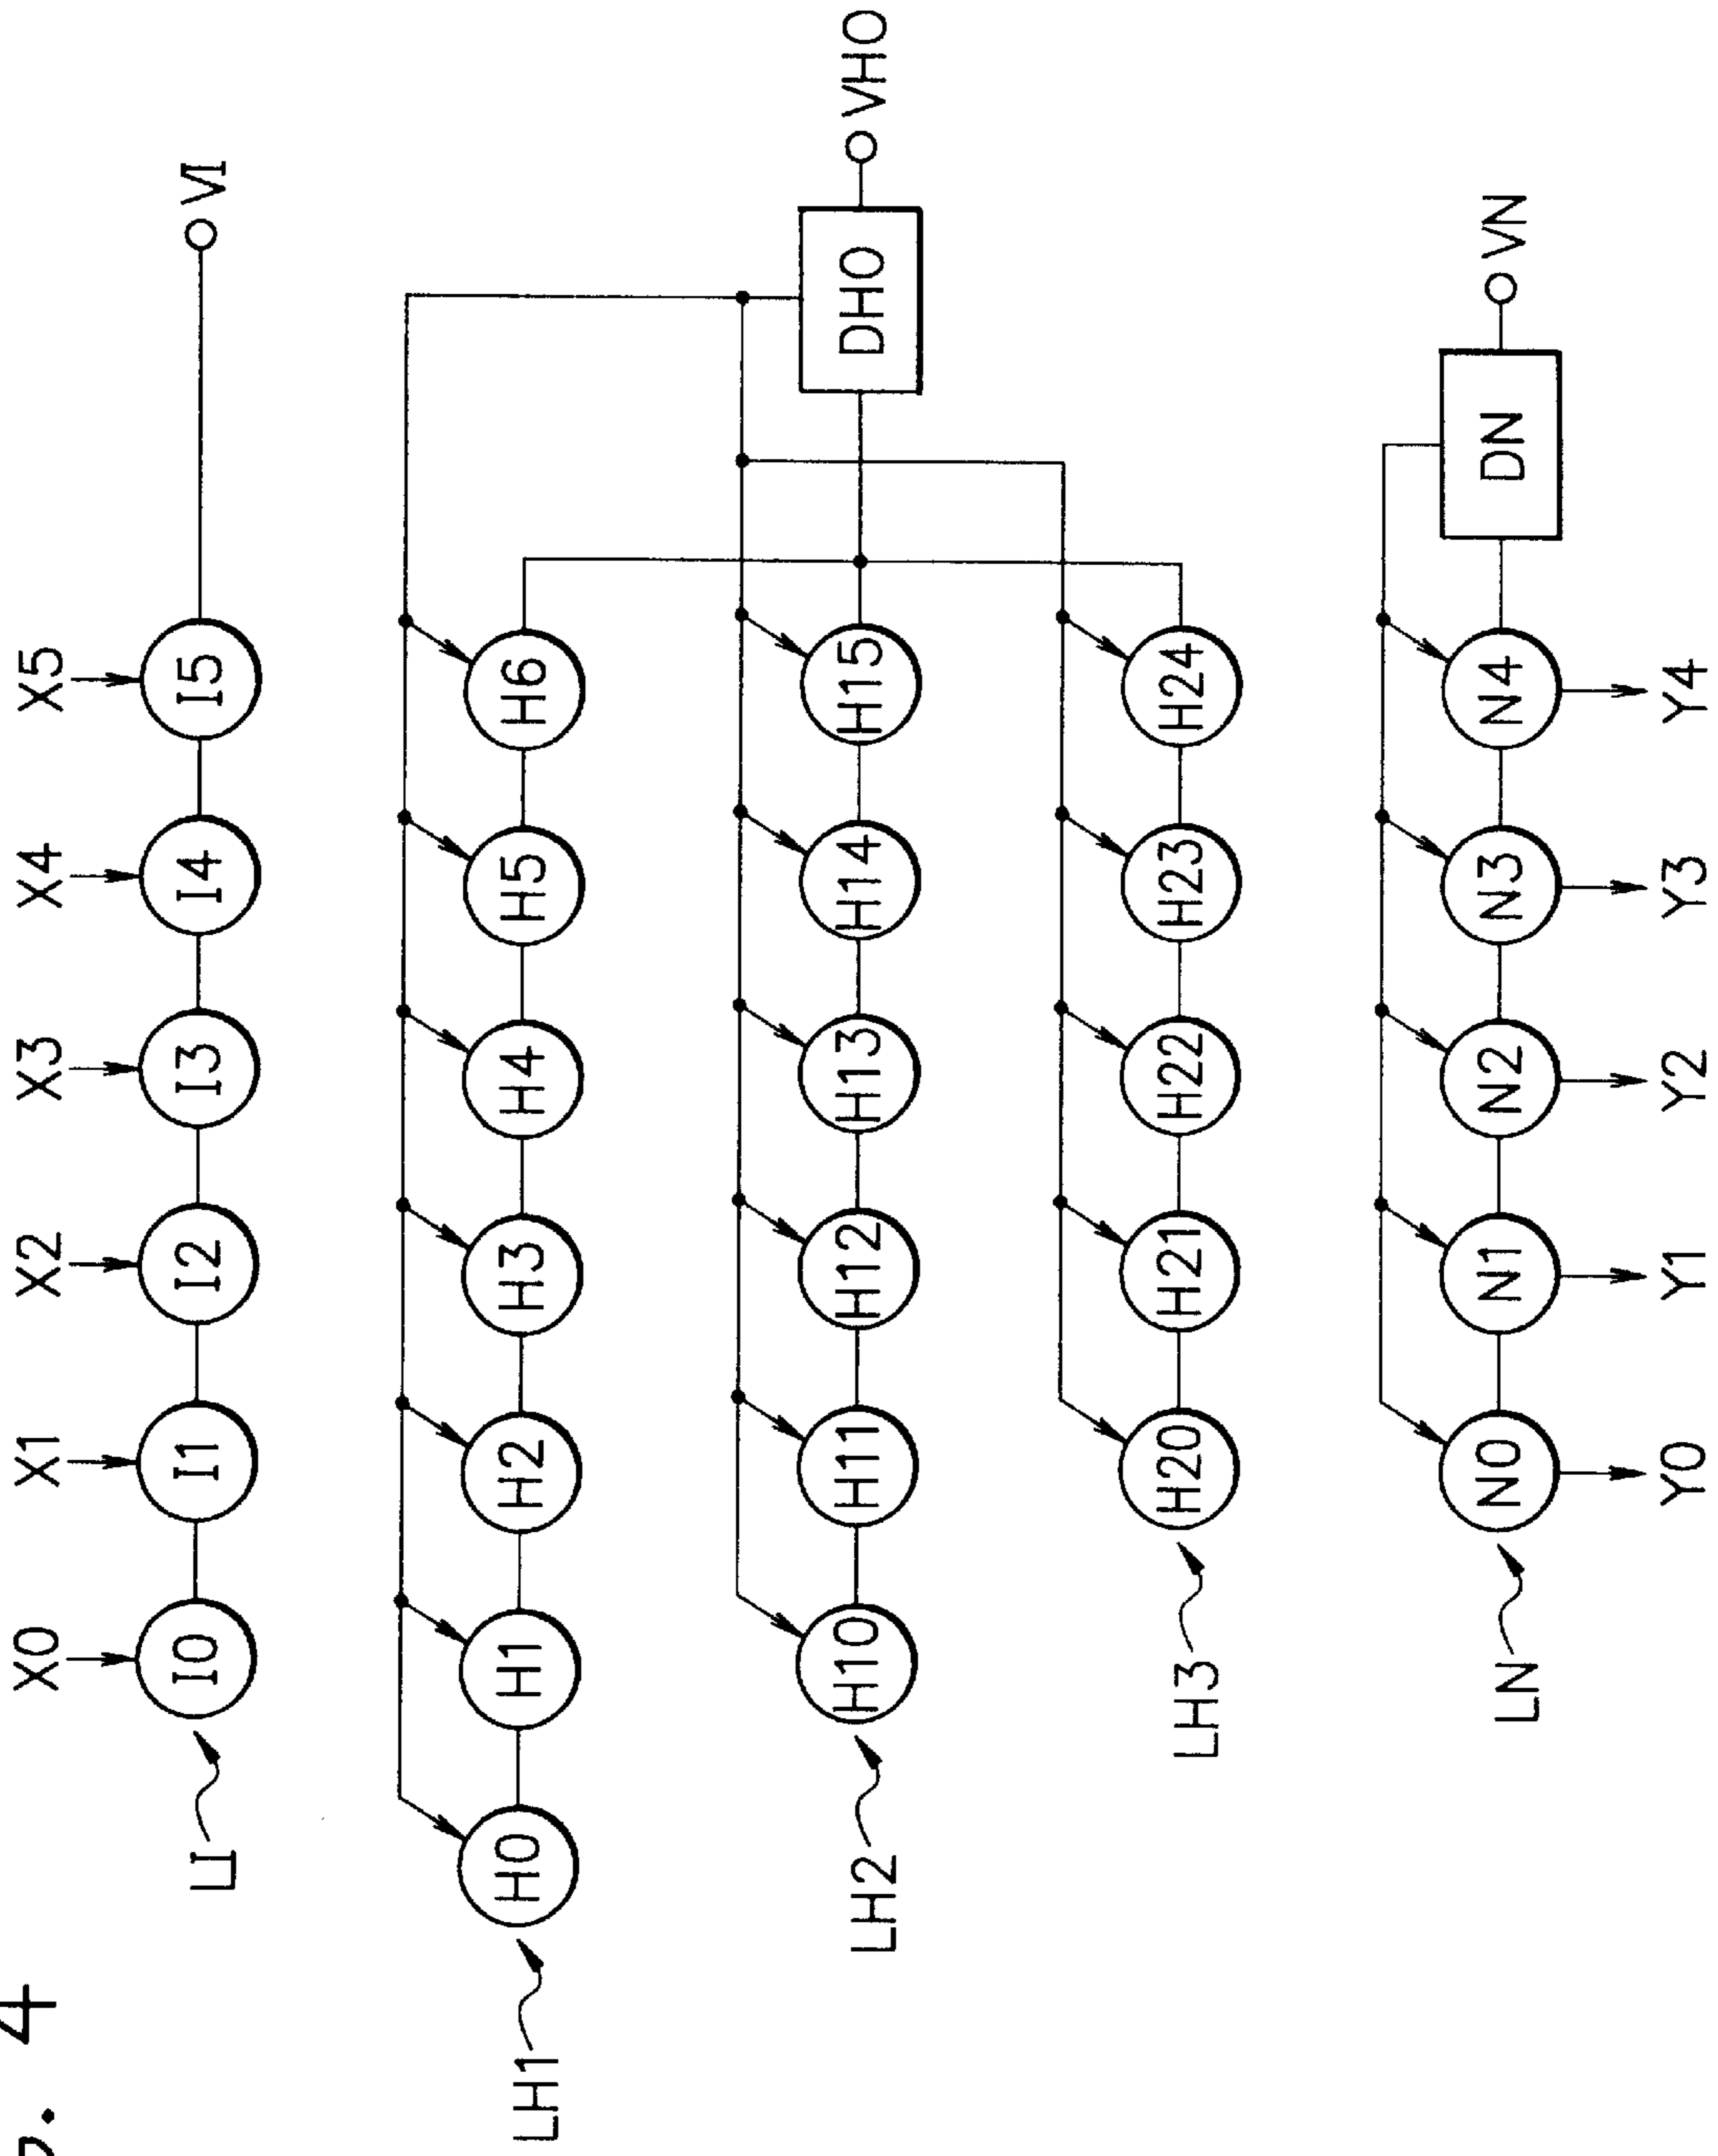 . 4
X0 X1 X2 X3 X4 X5
LI I0 I1 I2 I3 I4 I5 VI
LH1 H0 H1 H2 H3 H4 H5 H6
LH2 H10 H11 H12 H13 H14 H15 DHO VHO
LH3 H20 H21 H22 H23 H24
LN N0 N1 N2 N3 N4 DN VN
Y0 Y1 Y2 Y3 Y4